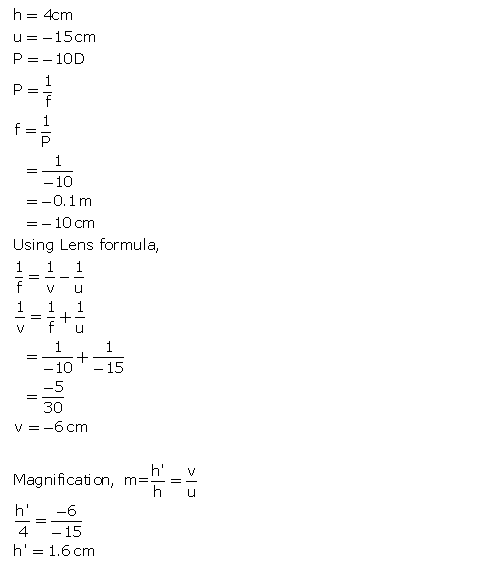 h = 4cm
u = −15cm
P = −10D
P = 1/f
f = 1/P
= 1/−10
= −0.1m
= −10cm
Using Lens formula,
1/f = 1/v − 1/u
1/v = 1/f + 1/u
= 1/−10 + 1/−15
= −5/30
v = −6cm
Magnification, m=h'/h = v/u
h'/4 = −6/−15
h' = 1.6cm